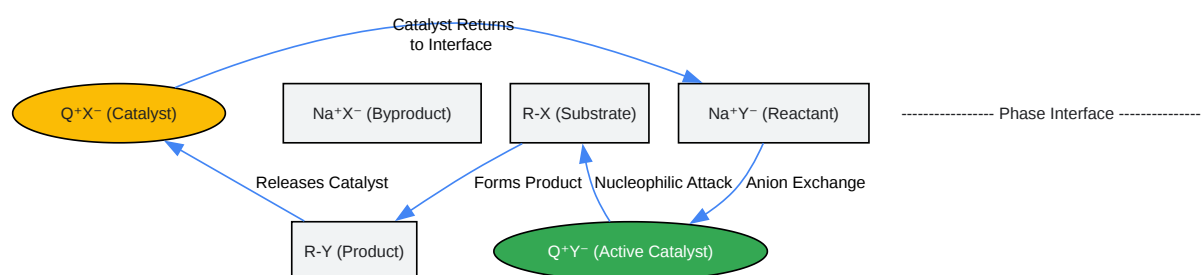 Catalyst Returns
to Interface
Q⁺X⁻ (Catalyst)
Na⁺X⁻ (Byproduct)
R-X (Substrate)
Na⁺Y⁻ (Reactant)
---------------- Phase Interface --------------
Releases Catalyst
Forms Product
Nucleophilic Attack
Anion Exchange
R-Y (Product)
Q⁺Y⁻ (Active Catalyst)